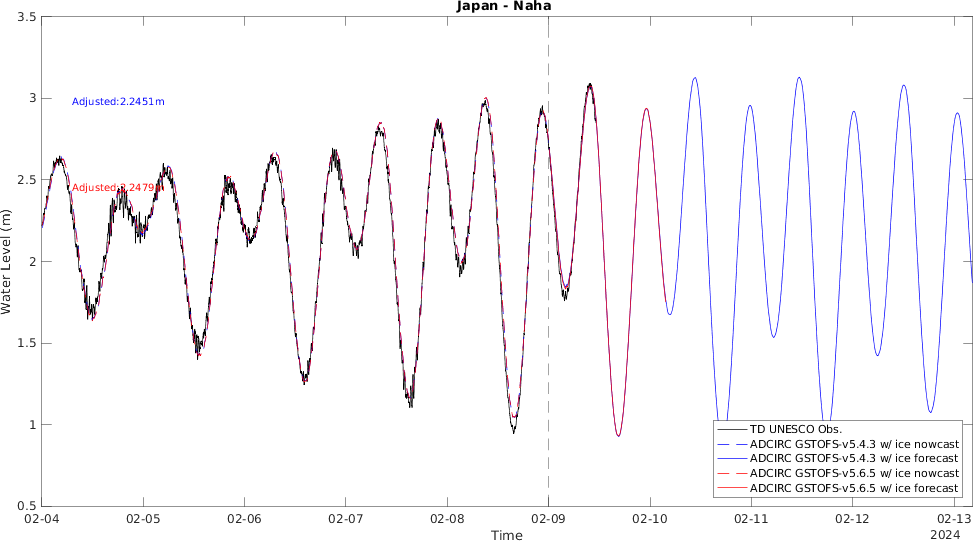 Japan - Naha
3.5
3
2.5
2
1.5
1
0.5
Water Level (m)
Adjusted:2.2451m
Adjusted:2.2479m
TD UNESCO Obs.
ADCIRC GSTOFS-v5.4.3 w/ ice nowcast
ADCIRC GSTOFS-v5.4.3 w/ ice forecast
ADCIRC GSTOFS-v5.6.5 w/ ice nowcast
ADCIRC GSTOFS-v5.6.5 w/ ice forecast
02-04 02-05 02-06 02-07 02-08 02-09 02-10 02-11 02-12 02-13
Time
2024